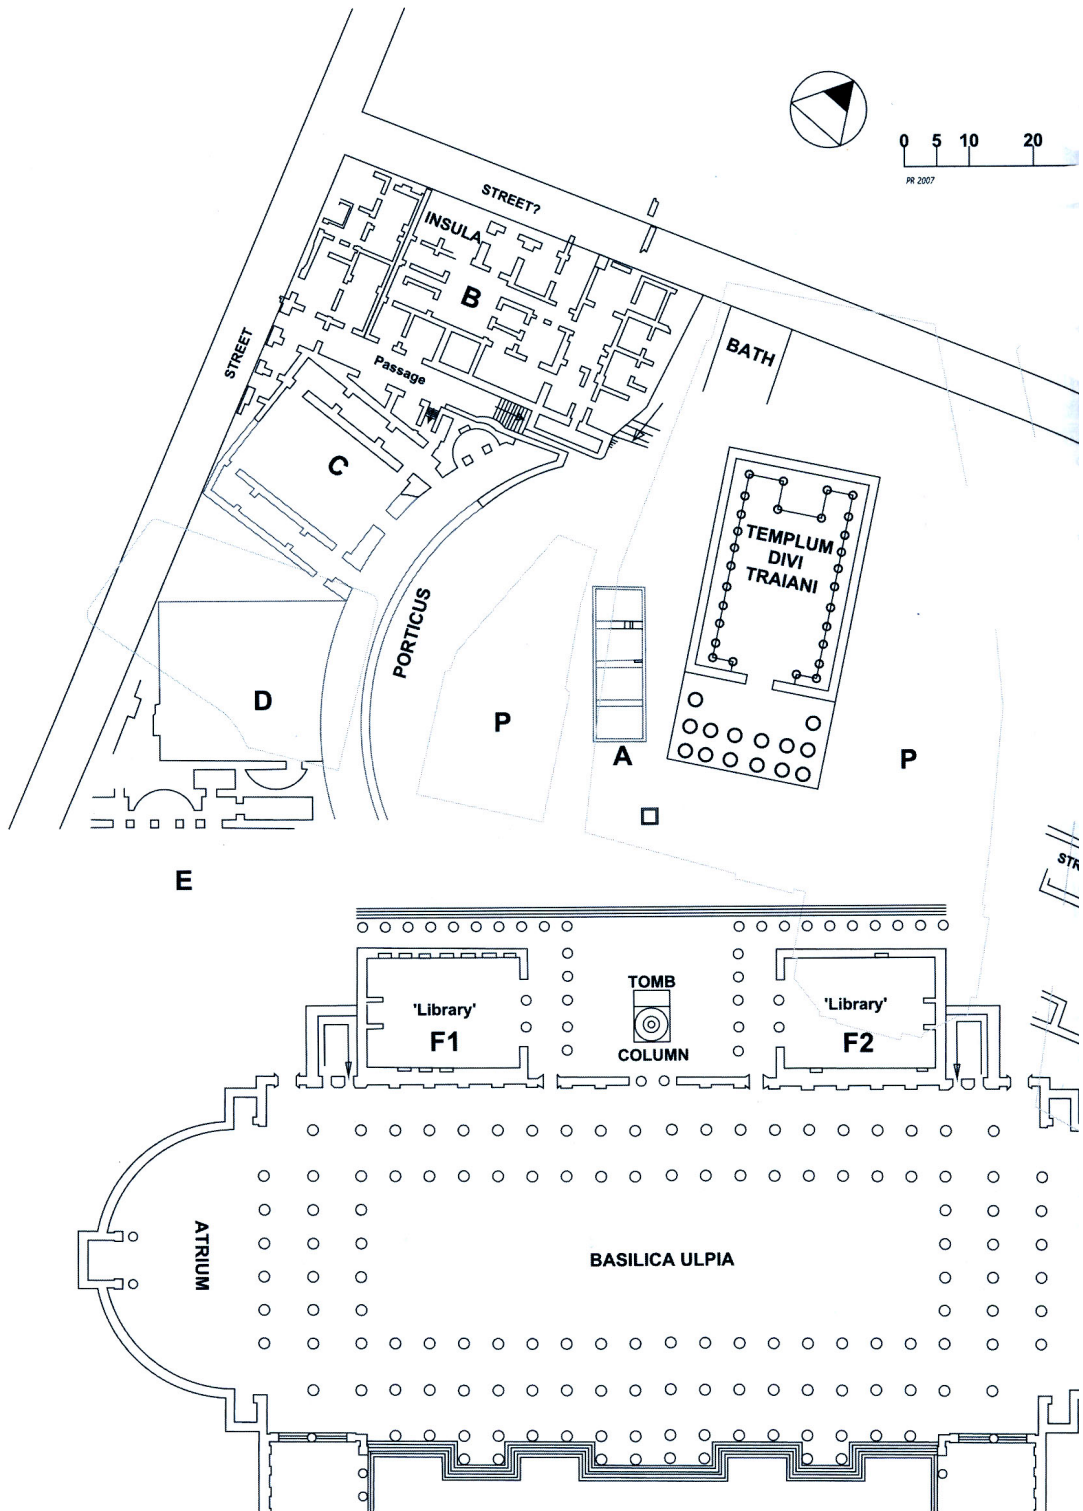 0 5 10 20
PR 2007
STREET?
INSULA
B
STREET
Passage
BATH
C
TEMPLUM
DIVI
TRAIANI
PORTICUS
D
P
A
P
E
TOMB
'Library'
F1
COLUMN
'Library'
F2
ATRIUM
BASILICA ULPIA